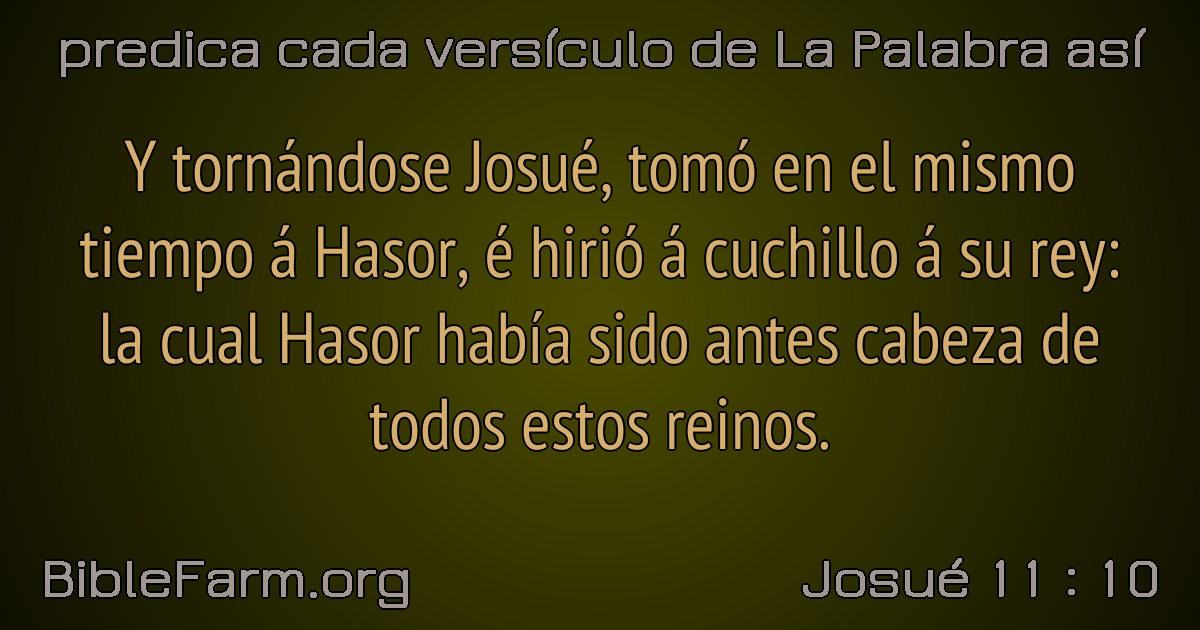 predica cada versículo de La Palabra así
Y tornándose Josué, tomó en el mismo
tiempo á Hasor, é hirió á cuchillo á su rey:
la cual Hasor había sido antes cabeza de
todos estos reinos.
BibleFarm.org
Josué 11 : 10